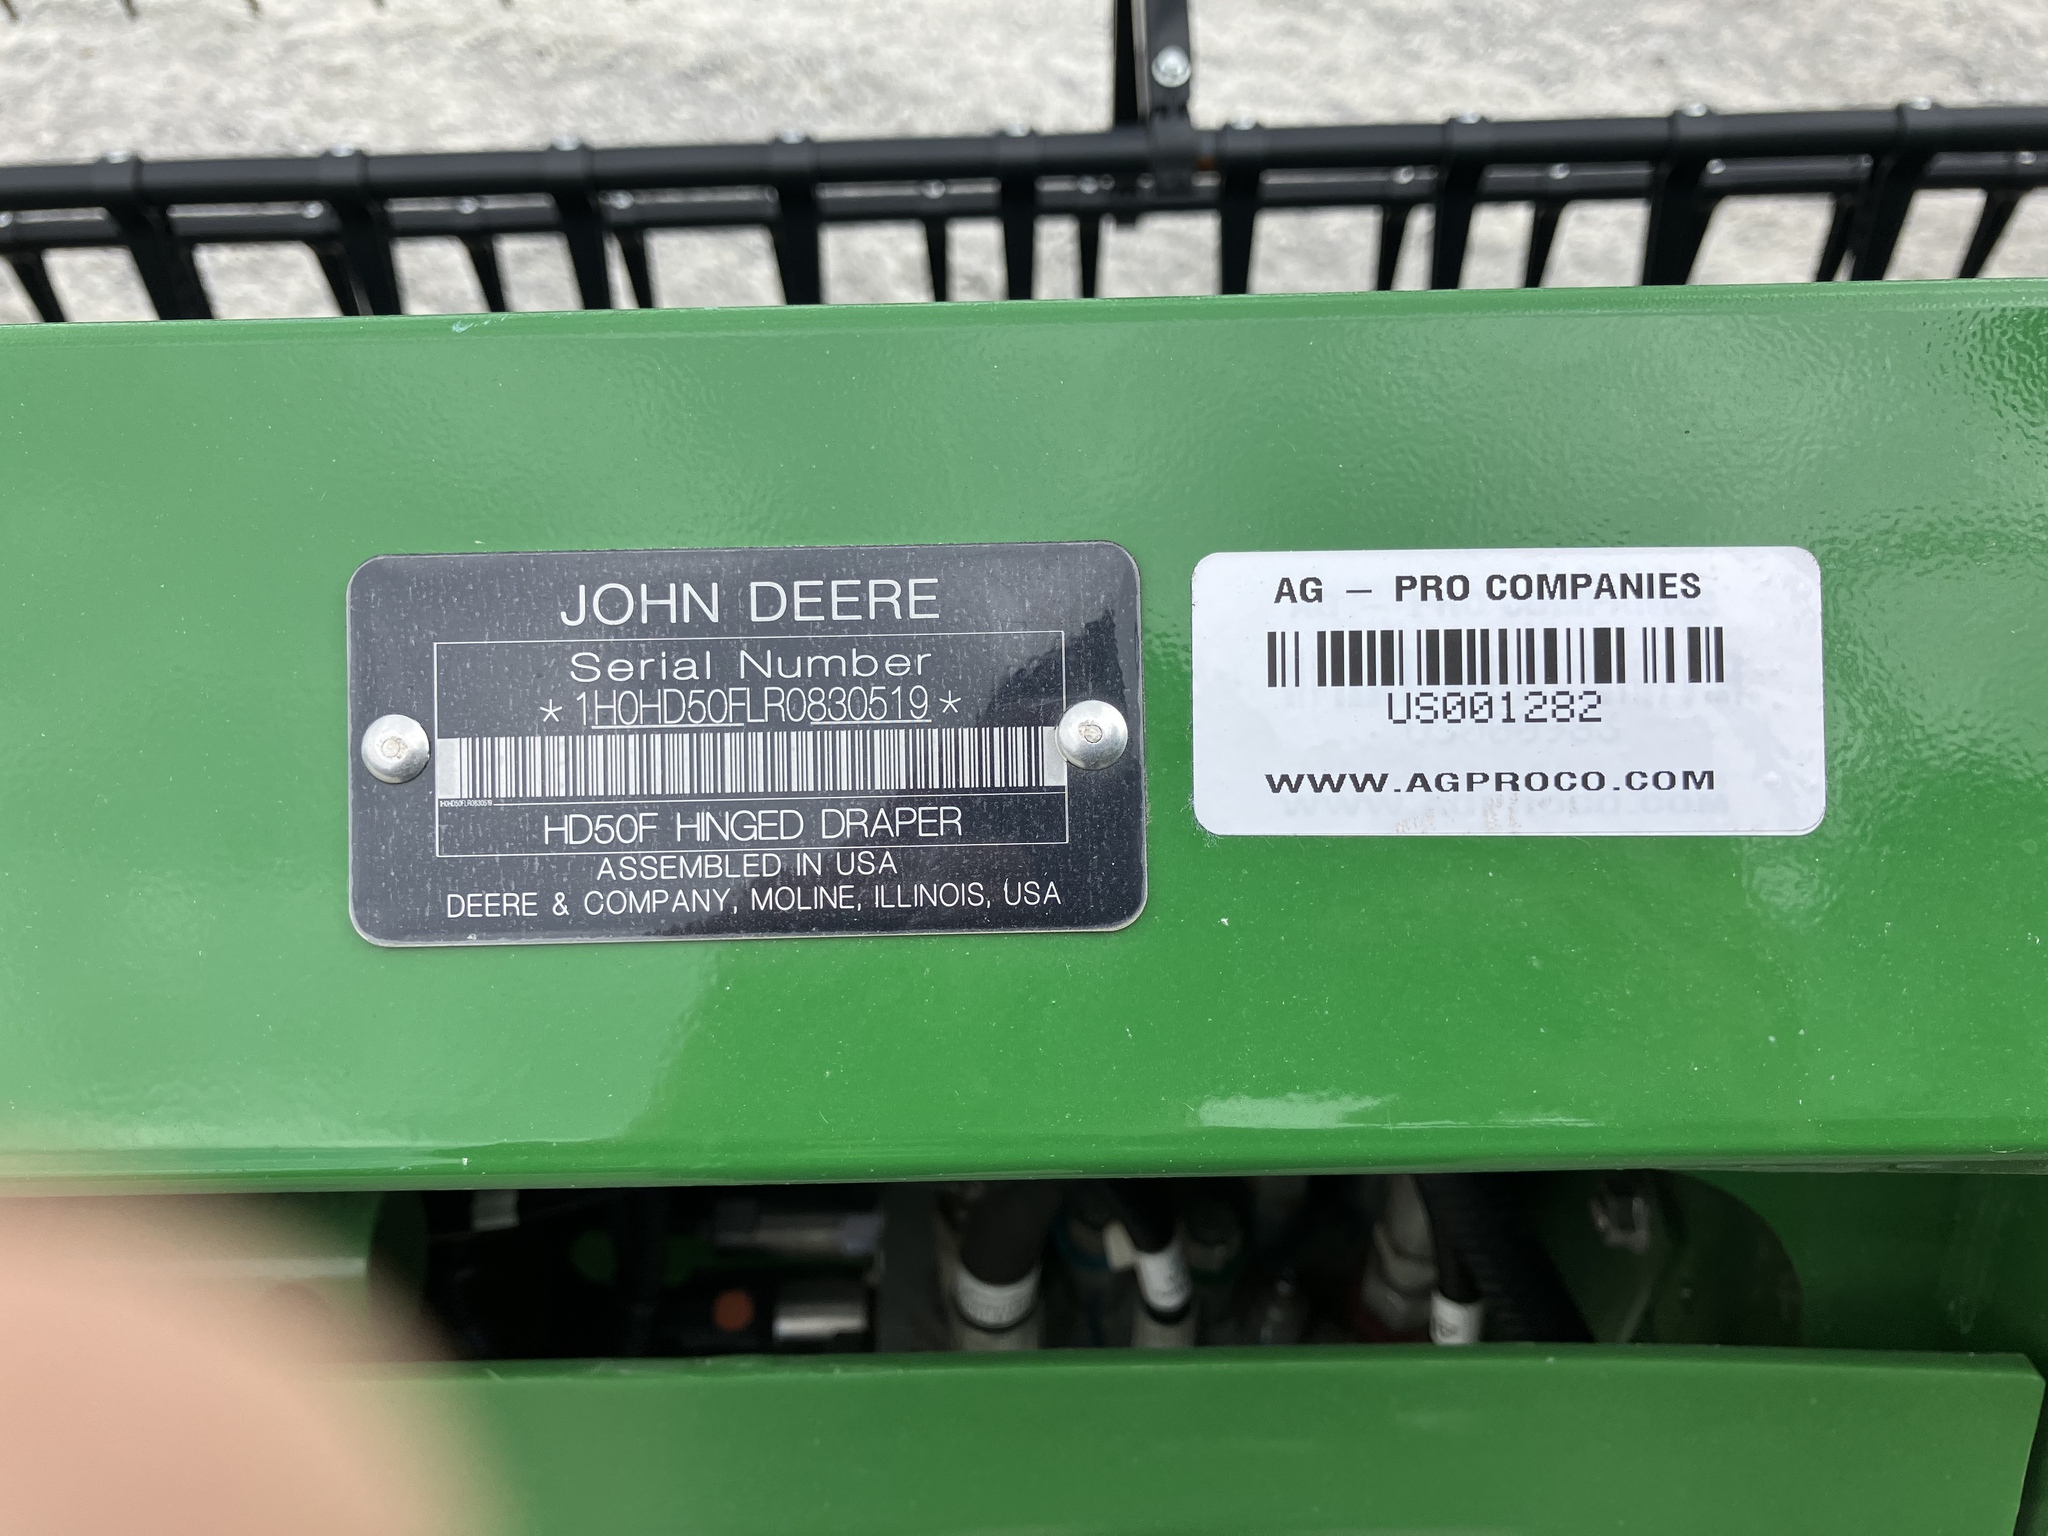 JOHN DEERE
Serial Number
*1H0HD50FLR0830519*
1H0HD50FLR0830519
HD50F HINGED DRAPER
ASSEMBLED IN USA
DEERE & COMPANY, MOLINE, ILLINOIS, USA
AG – PRO COMPANIES
US001282
WWW.AGPROCO.COM